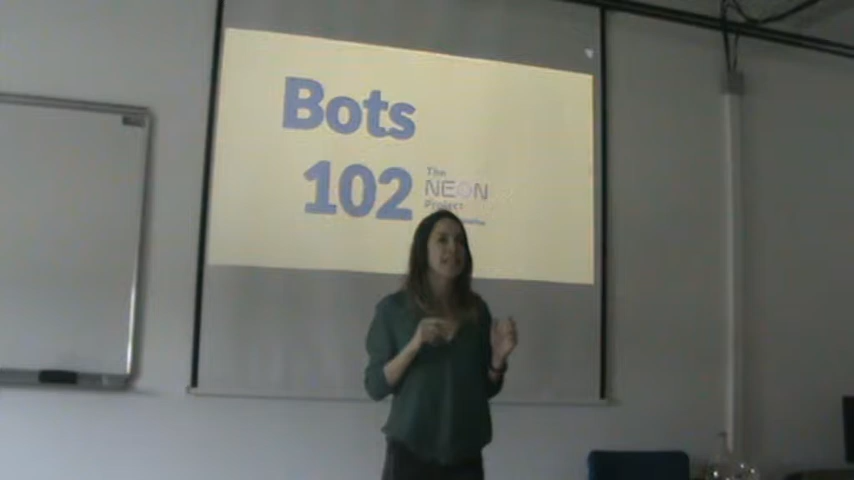 Bots
102
The
NEON
Project